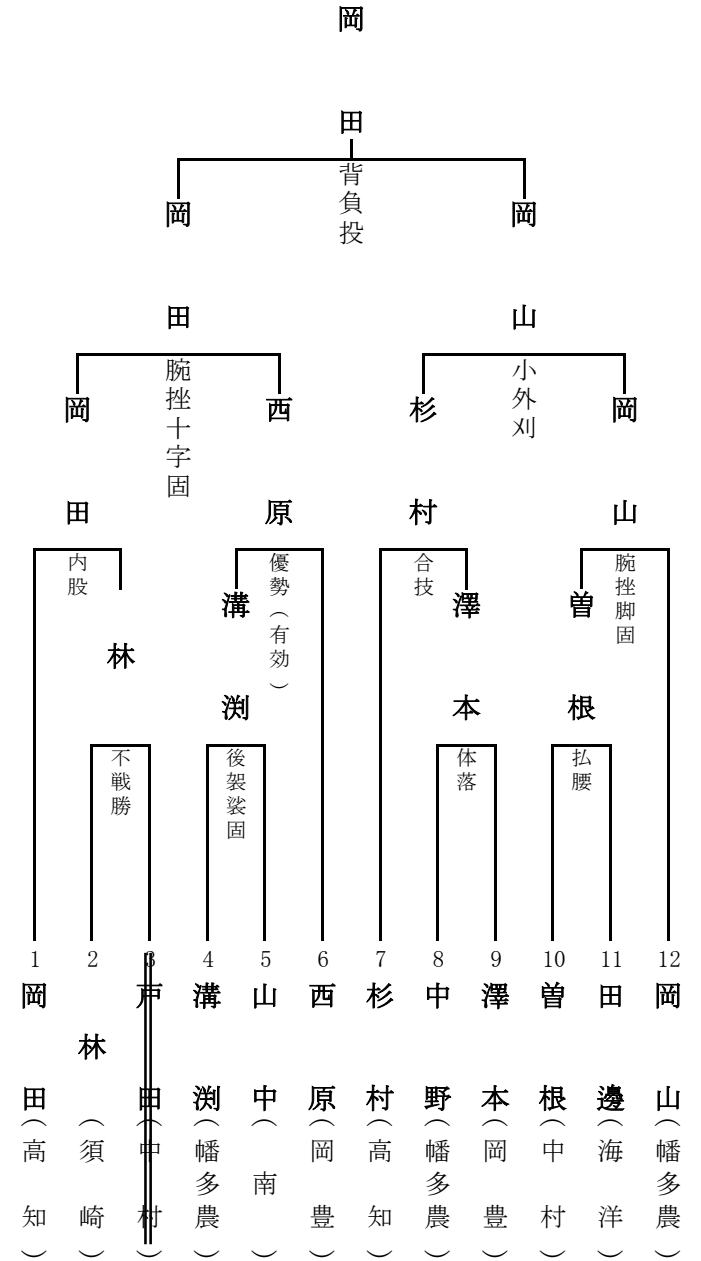 岡田
背負投
岡田
岡山
腕挫十字固
小外刈
岡田
西原
杉村
岡山
内股
優勢（有効）
合技
腕挫脚固
林
溝渕
澤本
曽根
不戦勝
後袈裟固
体落
払腰
1 岡田（高知）
2 林（須崎）
3 戸田（中村）
4 溝渕（幡多農）
5 山中（南）
6 西原（岡豊）
7 杉村（高知）
8 中野（幡多農）
9 澤本（岡豊）
10 曽根（中村）
11 田邊（海洋）
12 岡山（幡多農）